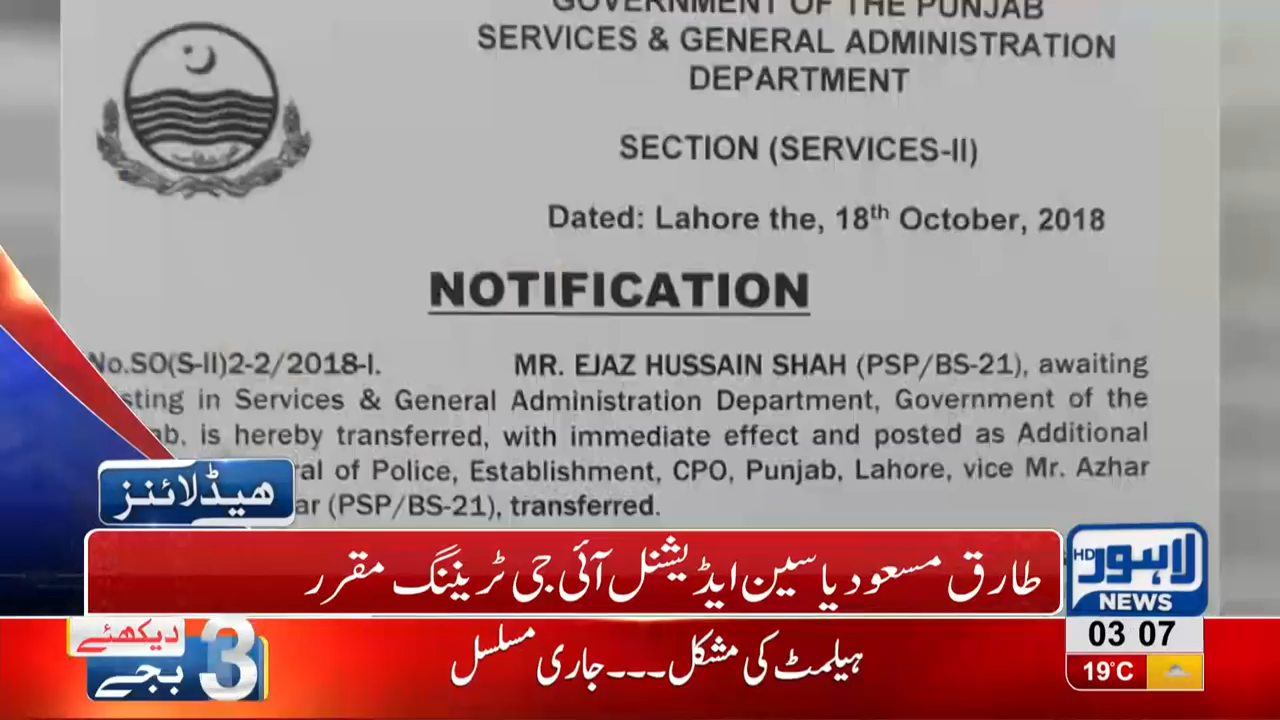 GOVERNMENT OF THE PUNJAB
SERVICES & GENERAL ADMINISTRATION
DEPARTMENT
SECTION (SERVICES-II)
Dated: Lahore the, 18th October, 2018
NOTIFICATION
No.SO(S-II)2-2/2018-I. MR. EJAZ HUSSAIN SHAH (PSP/BS-21), awaiting
sting in Services & General Administration Department, Government of the
ab, is hereby transferred, with immediate effect and posted as Additional
ral of Police, Establishment, CPO, Punjab, Lahore, vice Mr. Azhar
ar (PSP/BS-21), transferred.
ھیڈلائنز
طارق مسعود یاسین ایڈیشنل آئی جی ٹریننگ مقرر
HD لاہور
NEWS
دیکھئے 3 بجے
ہیلمٹ کی مشکل۔۔۔جاری مسلسل
03 07
19°C